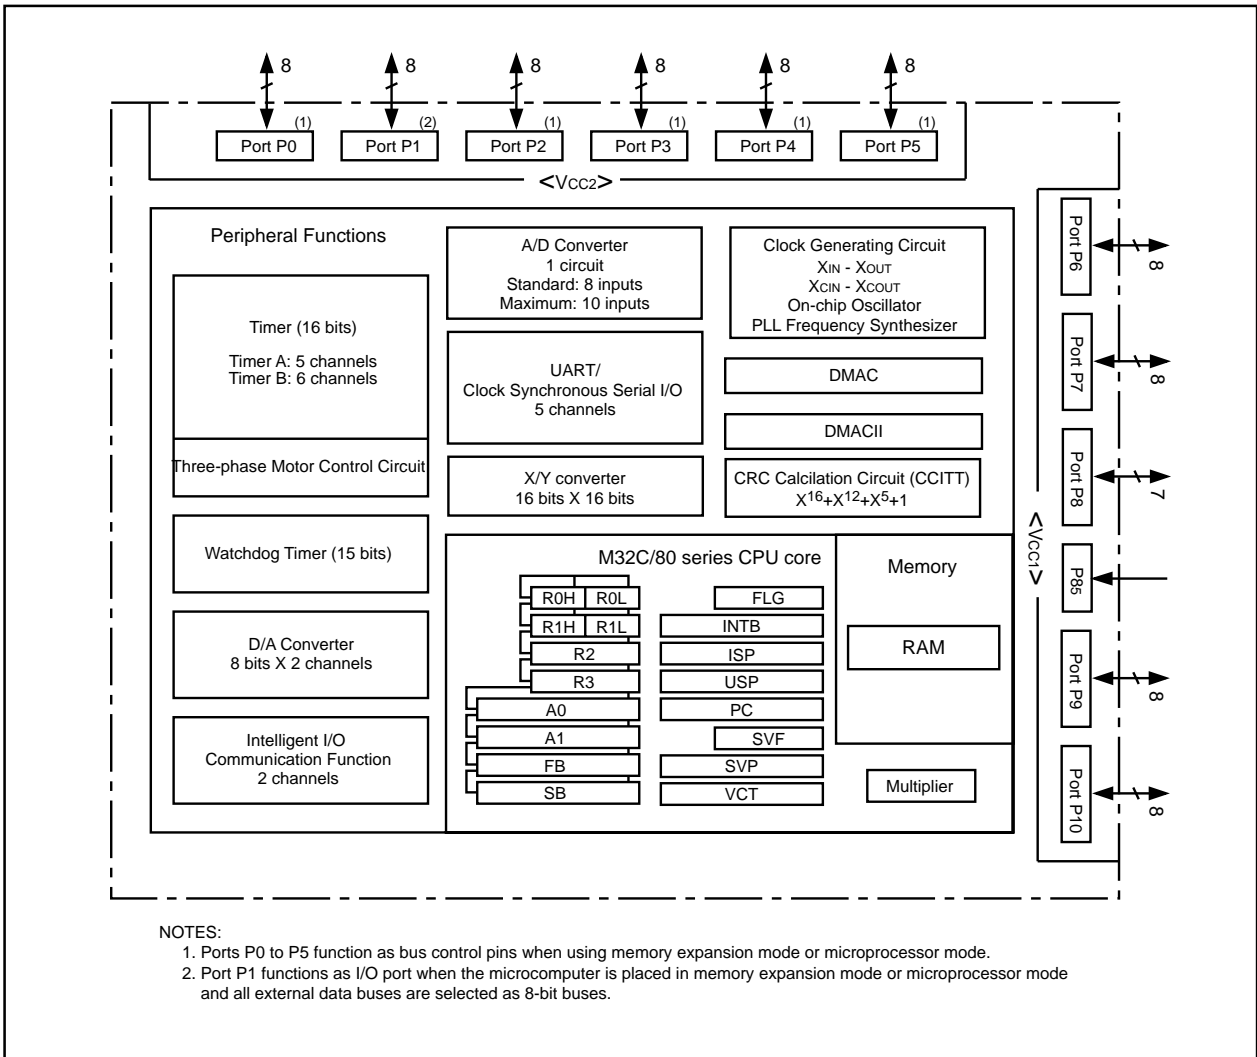 8 8 8 8 8 8
(1) (2) (1) (1) (1) (1)
Port P0 Port P1 Port P2 Port P3 Port P4 Port P5
<VCC2>
Peripheral Functions
Timer (16 bits)
Timer A: 5 channels
Timer B: 6 channels
Three-phase Motor Control Circuit
Watchdog Timer (15 bits)
D/A Converter
8 bits X 2 channels
Intelligent I/O
Communication Function
2 channels
A/D Converter
1 circuit
Standard: 8 inputs
Maximum: 10 inputs
UART/
Clock Synchronous Serial I/O
5 channels
X/Y converter
16 bits X 16 bits
Clock Generating Circuit
XIN - XOUT
XCIN - XCOUT
On-chip Oscillator
PLL Frequency Synthesizer
DMAC
DMACII
CRC Calcilation Circuit (CCITT)
X16+X12+X5+1
M32C/80 series CPU core
R0H R0L
R1H R1L
R2
R3
A0
A1
FB
SB
FLG
INTB
ISP
USP
PC
SVF
SVP
VCT
Memory
RAM
Multiplier
<VCC1>
Port P6 8
Port P7 8
Port P8 7
P85
Port P9 8
Port P10 8
NOTES:
1. Ports P0 to P5 function as bus control pins when using memory expansion mode or microprocessor mode.
2. Port P1 functions as I/O port when the microcomputer is placed in memory expansion mode or microprocessor mode
and all external data buses are selected as 8-bit buses.